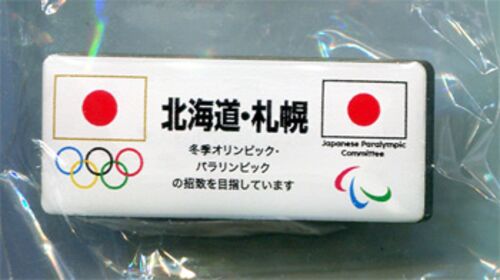 北海道・札幌
冬季オリンピック・
パラリンピック
の招致を目指しています
Japanese Paralympic
Committee